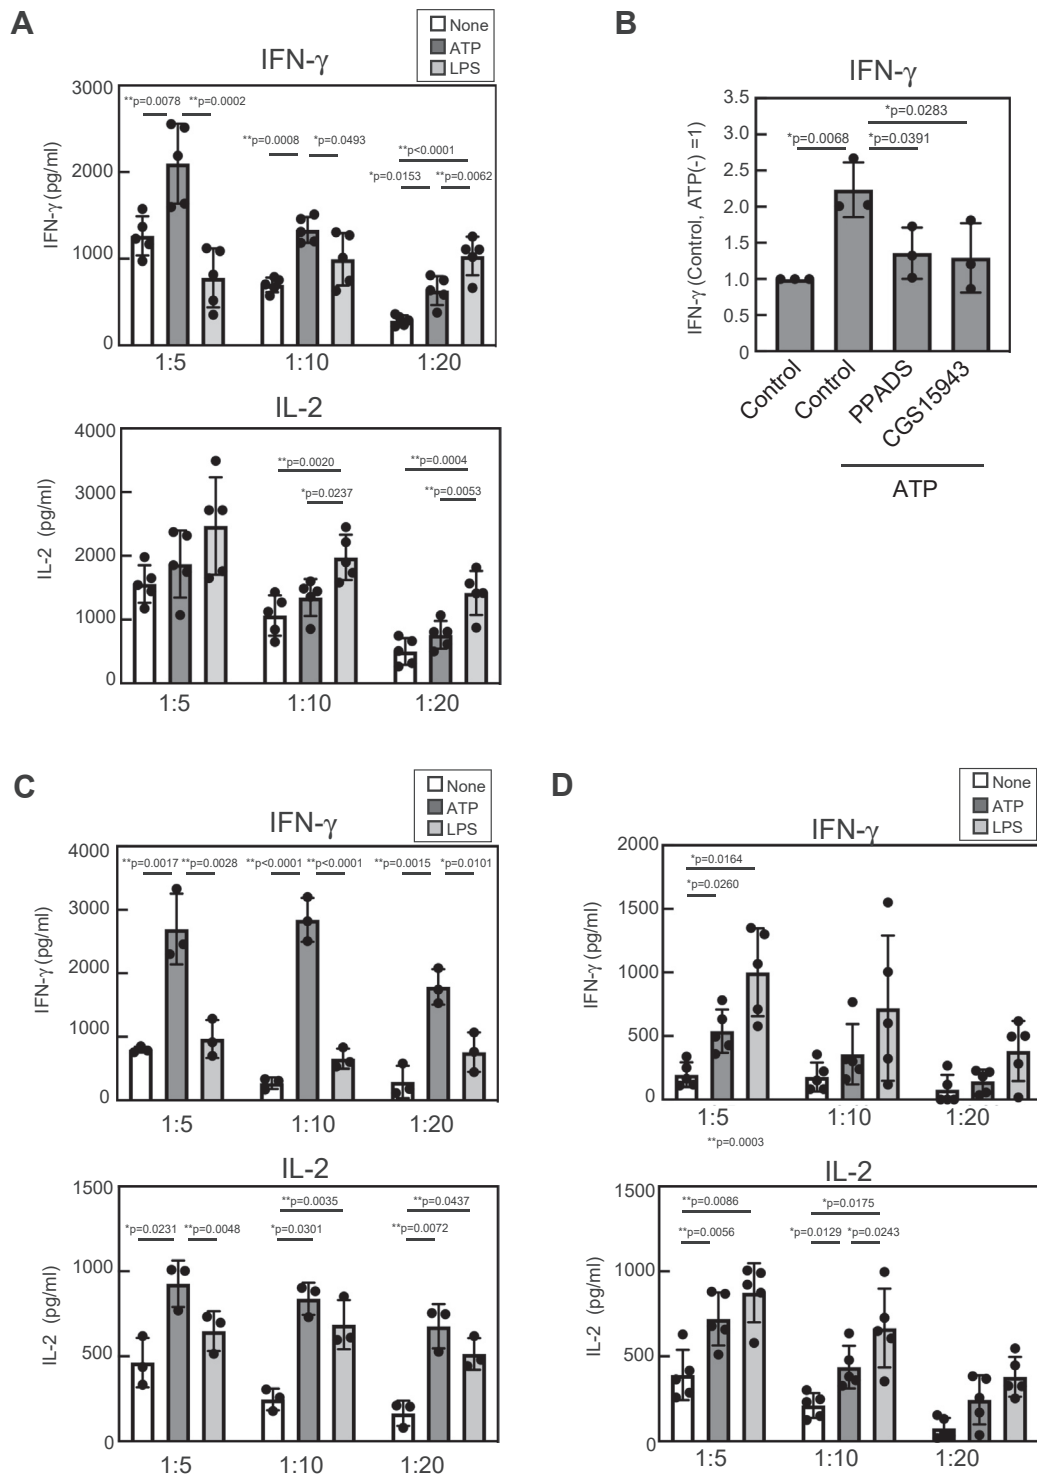 A
None
ATP
LPS
IFN-γ
3000
2000
1000
0
IFN-γ (pg/ml)
**p=0.0078 **p=0.0002
**p=0.0008 *p=0.0493
**p<0.0001
*p=0.0153 **p=0.0062
1:5 1:10 1:20
IL-2
4000
3000
2000
1000
0
IL-2 (pg/ml)
**p=0.0020
*p=0.0237
**p=0.0004
**p=0.0053
1:5 1:10 1:20
B
IFN-γ
3.5
3.0
2.5
2.0
1.5
1.0
0.5
0
IFN-γ (Control, ATP(-) =1)
*p=0.0283
*p=0.0068 *p=0.0391
Control
Control
PPADS
CGS15943
ATP
C
None
ATP
LPS
IFN-γ
4000
3000
2000
1000
0
IFN-γ (pg/ml)
**p=0.0017 **p=0.0028 **p<0.0001 **p<0.0001 **p=0.0015 *p=0.0101
1:5 1:10 1:20
IL-2
1500
1000
500
0
IL-2 (pg/ml)
*p=0.0231 **p=0.0048
**p=0.0035
*p=0.0301
**p=0.0437
**p=0.0072
1:5 1:10 1:20
D
None
ATP
LPS
IFN-γ
2000
1500
1000
500
0
IFN-γ (pg/ml)
*p=0.0164
*p=0.0260
1:5 1:10 1:20
**p=0.0003
IL-2
1500
1000
500
0
IL-2 (pg/ml)
**p=0.0086
**p=0.0056
*p=0.0175
*p=0.0129 *p=0.0243
1:5 1:10 1:20